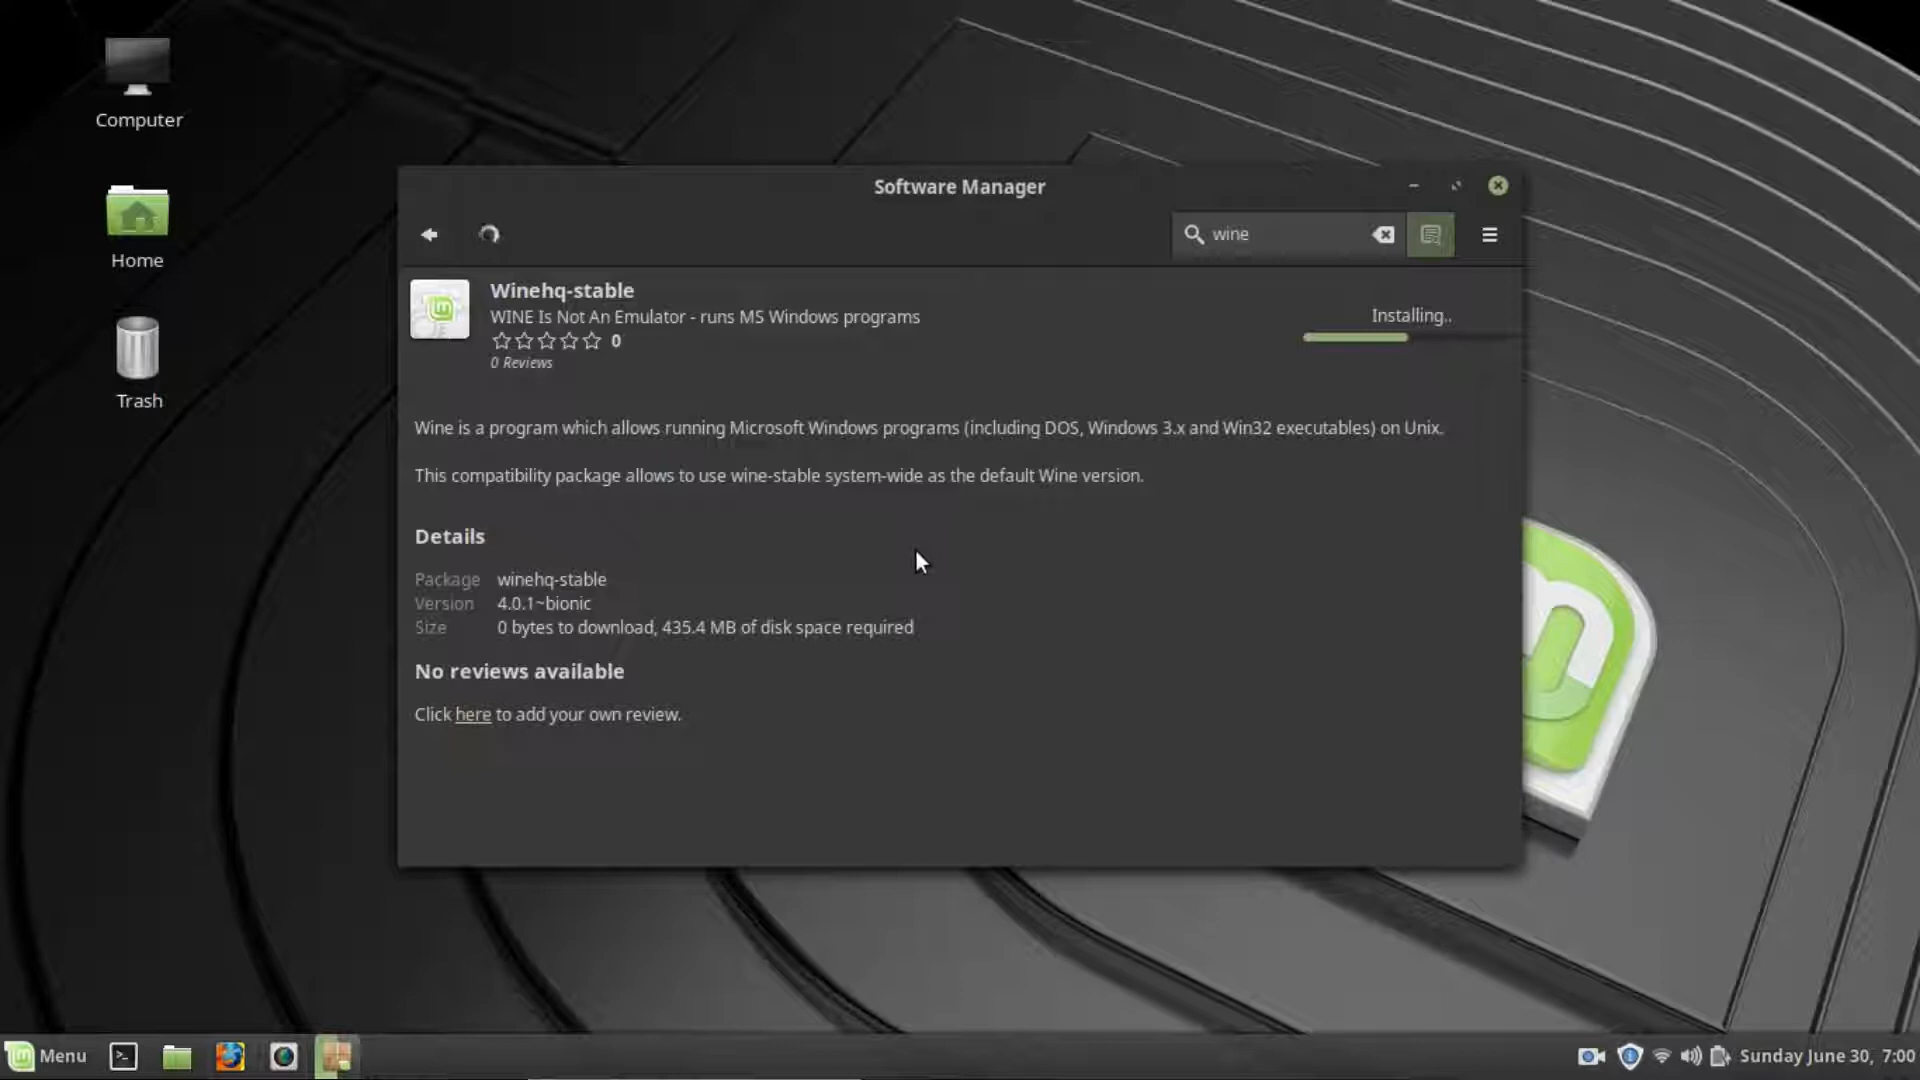 Computer
Home
Trash
Software Manager
wine
Winehq-stable
WINE Is Not An Emulator - runs MS Windows programs
0
0 Reviews
Installing..
Wine is a program which allows running Microsoft Windows programs (including DOS, Windows 3.x and Win32 executables) on Unix.
This compatibility package allows to use wine-stable system-wide as the default Wine version.
Details
Package winehq-stable
Version 4.0.1~bionic
Size 0 bytes to download, 435.4 MB of disk space required
No reviews available
Click here to add your own review.
Menu
Sunday June 30, 7:00